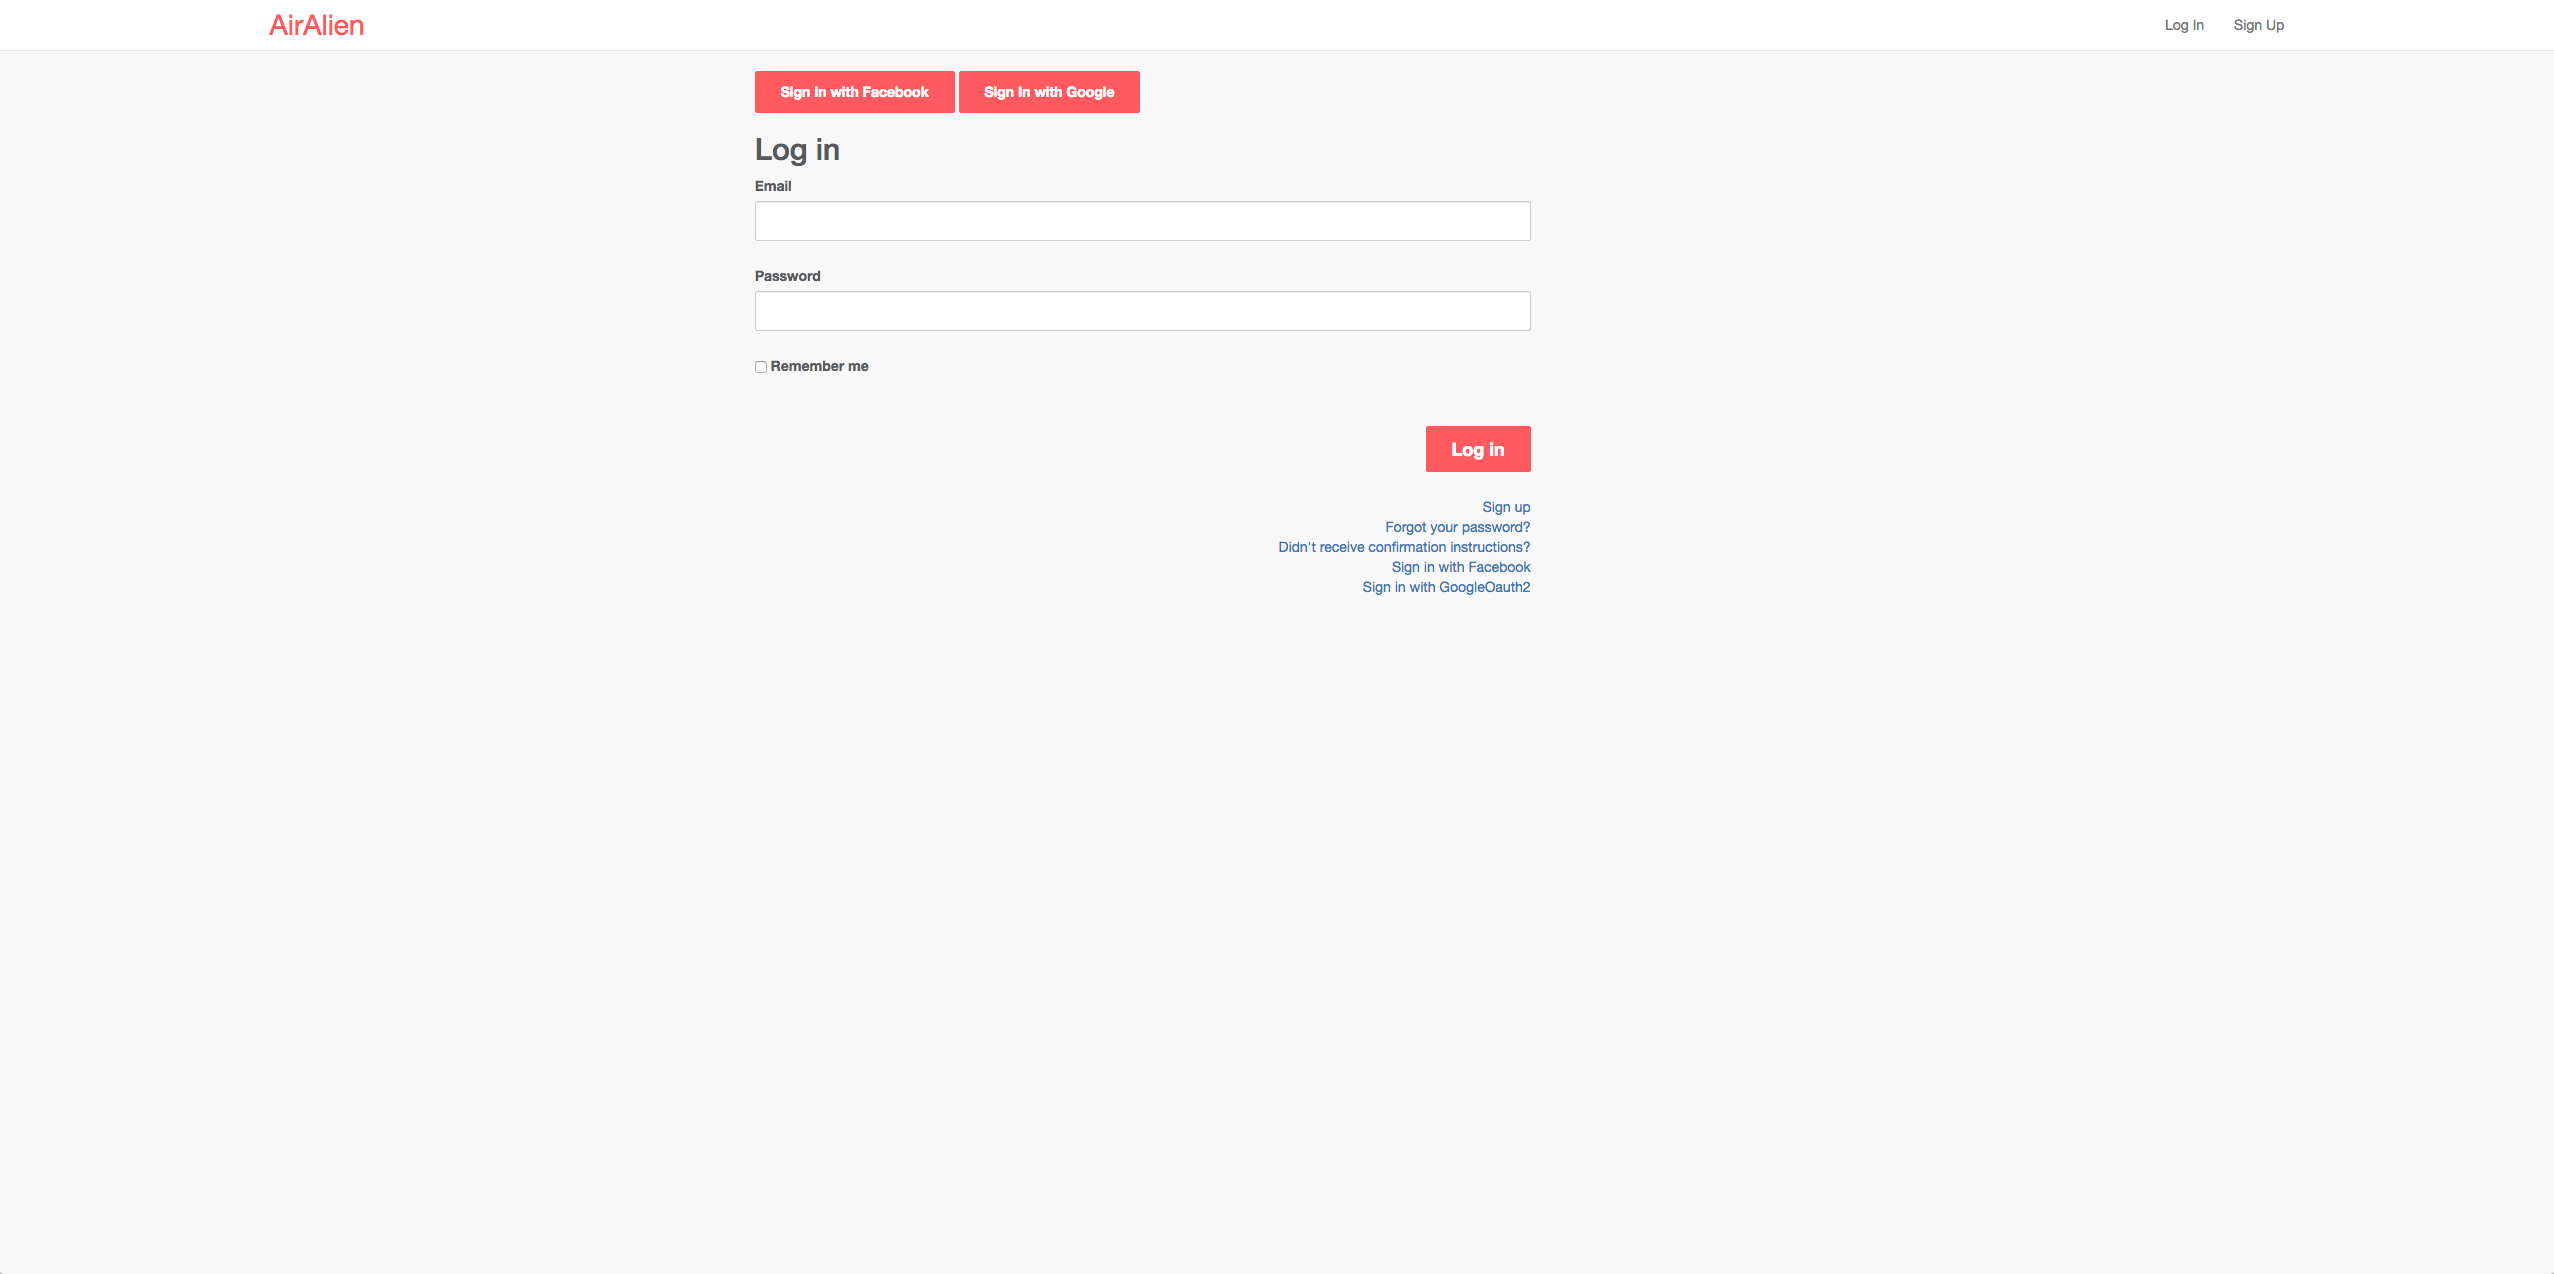 AirAlien
Log In Sign Up
Sign In with Facebook Sign In with Google
Log in
Email
Password
Remember me
Log in
Sign up
Forgot your password?
Didn't receive confirmation instructions?
Sign in with Facebook
Sign in with GoogleOauth2